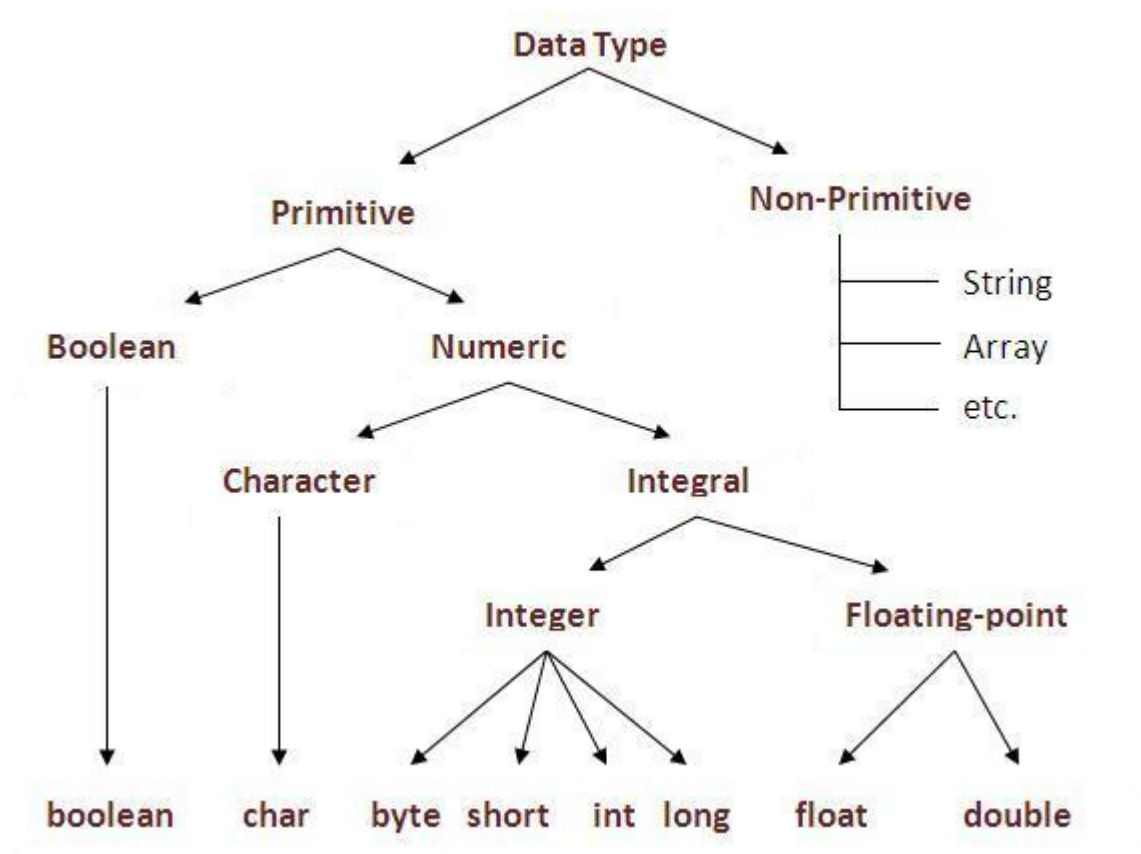 Data Type
Primitive
Non-Primitive
String
Boolean
Numeric
Array
etc.
Character
Integral
Integer
Floating-point
boolean char byte short int long float double